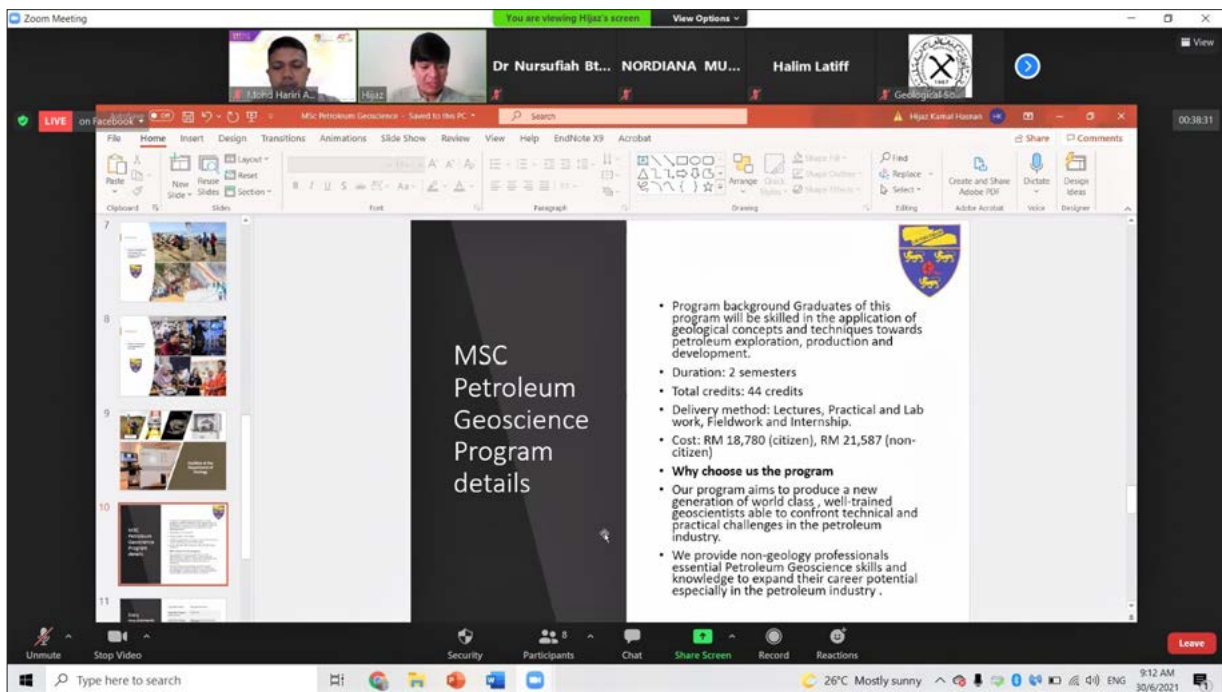 Zoom Meeting
You are viewing Hijaz's screen
View Options
View
Mohd Hariri A...
Hijaz
Dr Nursufiah Bt...
NORDIANA MU...
Halim Latiff
Geological So...
LIVE on Facebook
00:38:31
MSc Petroleum Geoscience - Saved to this PC
Search
Hijaz Kamal Hasnan HK
File Home Insert Design Transitions Animations Slide Show Review View Help EndNote X9 Acrobat
Share Comments
Paste
New Slide
Reuse Slides
Layout
Reset
Section
Arrange
Quick Styles
Shape Fill
Shape Outline
Shape Effects
Find
Replace
Select
Create and Share Adobe PDF
Dictate
Design Ideas
Clipboard Slides Font Paragraph Drawing Editing Adobe Acrobat Voice Designer
7
8
9
10
MSC
Petroleum
Geoscience
Program
details
11
MSC
Petroleum
Geoscience
Program
details
• Program background Graduates of this
program will be skilled in the application of
geological concepts and techniques towards
petroleum exploration, production and
development.
• Duration: 2 semesters
• Total credits: 44 credits
• Delivery method: Lectures, Practical and Lab
work, Fieldwork and Internship.
• Cost: RM 18,780 (citizen), RM 21,587 (non-
citizen)
• Why choose us the program
• Our program aims to produce a new
generation of world class , well-trained
geoscientists able to confront technical and
practical challenges in the petroleum
industry.
• We provide non-geology professionals
essential Petroleum Geoscience skills and
knowledge to expand their career potential
especially in the petroleum industry .
Unmute
Stop Video
Security
Participants 8
Chat
Share Screen
Record
Reactions
Leave
Type here to search
26°C Mostly sunny
ENG
9:12 AM
30/6/2021